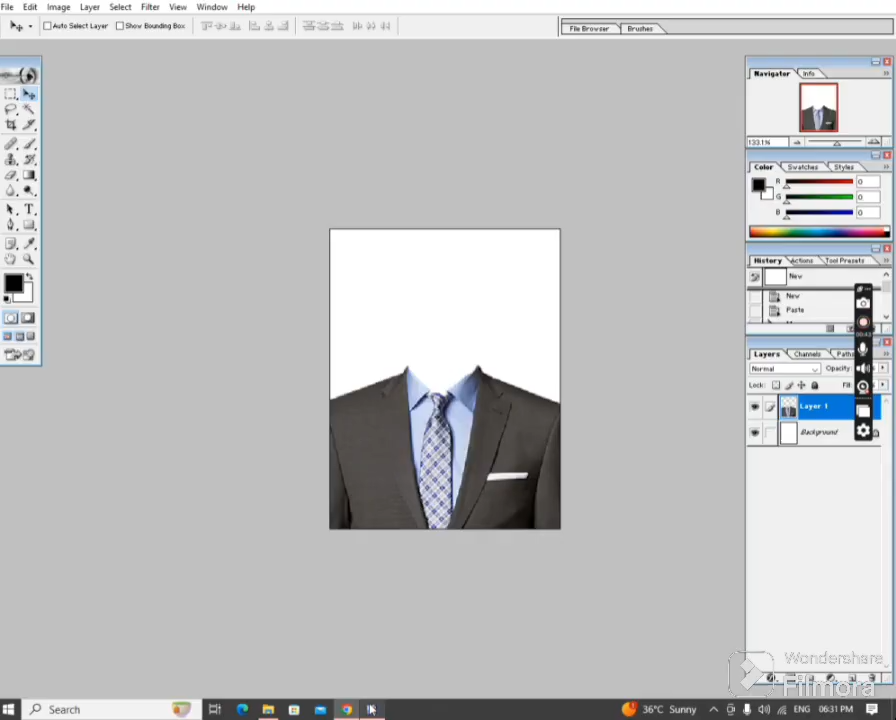 File Edit Image Layer Select Filter View Window Help
Auto Select Layer Show Bounding Box File Browser Brushes
Navigator Info
133.1%
Color Swatches Styles
R 0
G 0
B 0
History Actions Tool Presets
New
New
Paste
Layers Channels Paths
Normal Opacity:
Lock: Fill:
Layer 1
Background
Wondershare
Filmora
Search 36°C Sunny ENG 06:31 PM